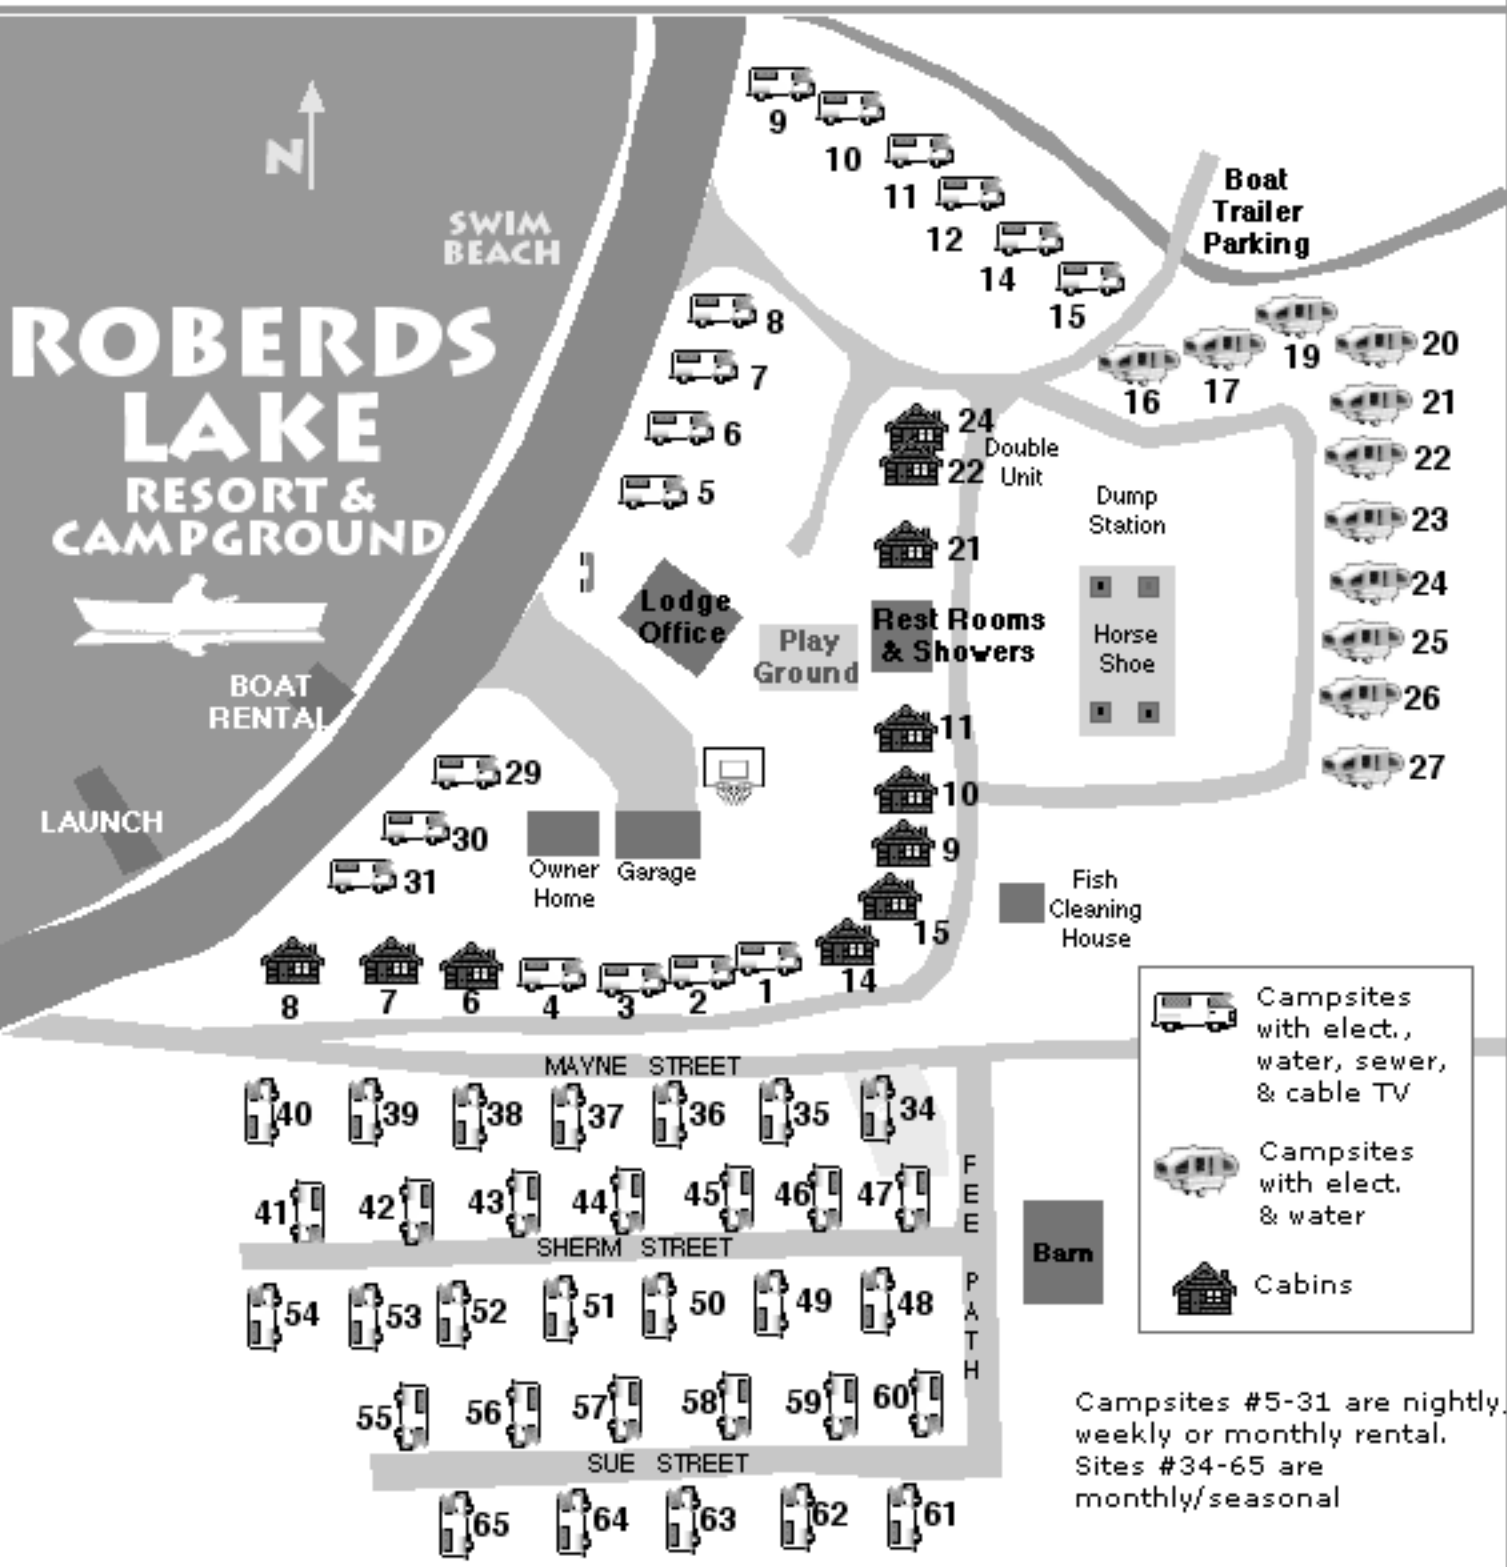 N
SWIM
BEACH
ROBERDS
LAKE
RESORT &
CAMPGROUND
BOAT
RENTAL
LAUNCH
9
10
11
12
14
15
Boat
Trailer
Parking
8
7
6
5
16
17
19
20
21
22
23
24
25
26
27
24
22
Double
Unit
21
Dump
Station
Horse
Shoe
Lodge
Office
Play
Ground
Rest Rooms
& Showers
11
10
9
15
14
29
30
31
Owner
Home
Garage
Fish
Cleaning
House
8
7
6
4
3
2
1
MAYNE STREET
40
39
38
37
36
35
34
41
42
43
44
45
46
47
SHERM STREET
FEE PATH
Barn
54
53
52
51
50
49
48
55
56
57
58
59
60
SUE STREET
65
64
63
62
61
Campsites
with elect.,
water, sewer,
& cable TV
Campsites
with elect.
& water
Cabins
Campsites #5-31 are nightly,
weekly or monthly rental.
Sites #34-65 are
monthly/seasonal